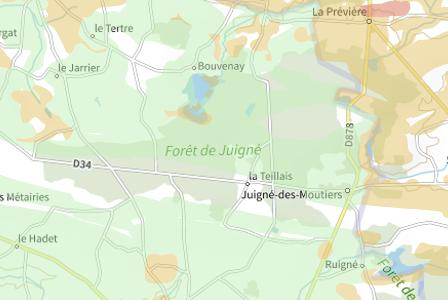 La Prévière
le Tertre
rgat
le Jarrier
Bouvenay
D878
Forêt de Juigné
D34
la Teillais
Juigné-des-Moutiers
s Métairies
le Hadet
Ruigné
Forêt de